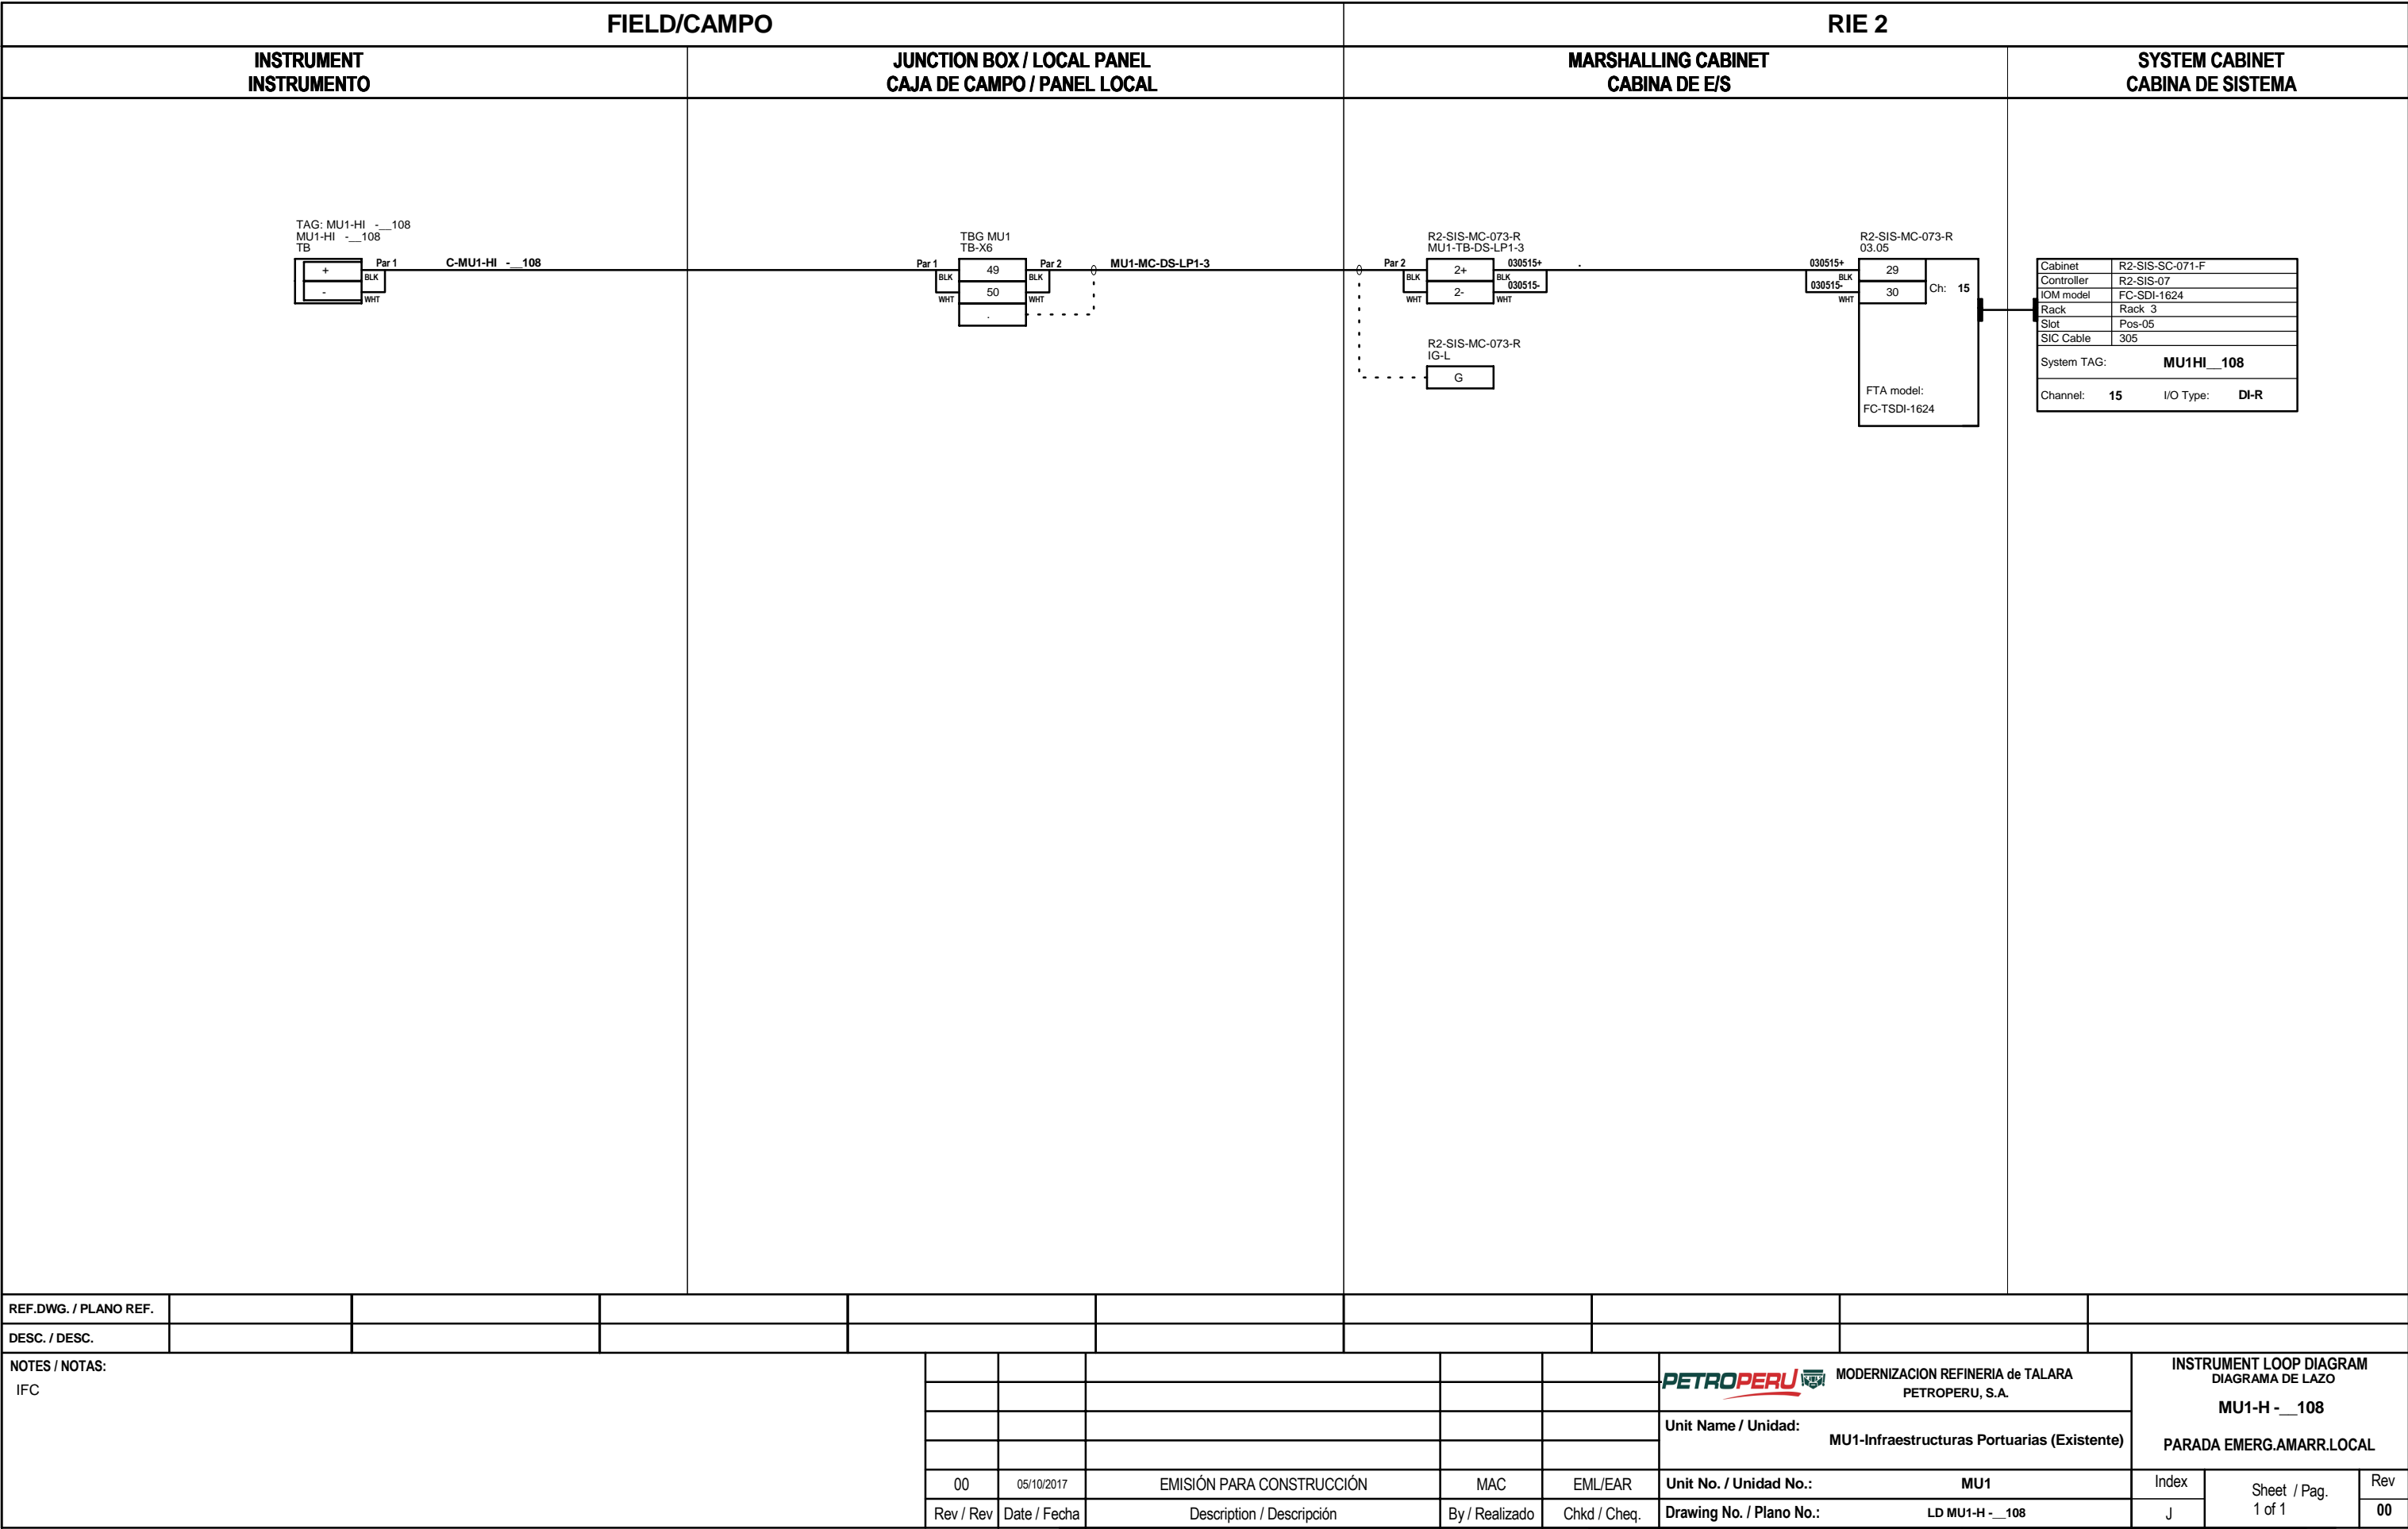 FIELD/CAMPO
RIE 2
INSTRUMENT
INSTRUMENTO
JUNCTION BOX / LOCAL PANEL
CAJA DE CAMPO / PANEL LOCAL
MARSHALLING CABINET
CABINA DE E/S
SYSTEM CABINET
CABINA DE SISTEMA
TAG: MU1-HI -__108
MU1-HI -__108
TB
+
-
Par 1
BLK
WHT
C-MU1-HI -__108
TBG MU1
TB-X6
Par 1
BLK
WHT
49
50
.
Par 2
BLK
WHT
MU1-MC-DS-LP1-3
R2-SIS-MC-073-R
MU1-TB-DS-LP1-3
Par 2
BLK
WHT
2+
2-
030515+
BLK
030515-
WHT
.
R2-SIS-MC-073-R
IG-L
G
R2-SIS-MC-073-R
03.05
030515+
BLK
030515-
WHT
29
30
Ch: 15
FTA model:
FC-TSDI-1624
Cabinet R2-SIS-SC-071-F
Controller R2-SIS-07
IOM model FC-SDI-1624
Rack Rack 3
Slot Pos-05
SIC Cable 305
System TAG: MU1HI__108
Channel: 15 I/O Type: DI-R
REF.DWG. / PLANO REF.
DESC. / DESC.
NOTES / NOTAS:
IFC
00 05/10/2017 EMISIÓN PARA CONSTRUCCIÓN MAC EML/EAR
Rev / Rev Date / Fecha Description / Descripción By / Realizado Chkd / Cheq.
PETROPERU
MODERNIZACION REFINERIA de TALARA
PETROPERU, S.A.
Unit Name / Unidad:
MU1-Infraestructuras Portuarias (Existente)
Unit No. / Unidad No.: MU1
Drawing No. / Plano No.: LD MU1-H -__108
INSTRUMENT LOOP DIAGRAM
DIAGRAMA DE LAZO
MU1-H -__108
PARADA EMERG.AMARR.LOCAL
Index
J
Sheet / Pag.
1 of 1
Rev
00